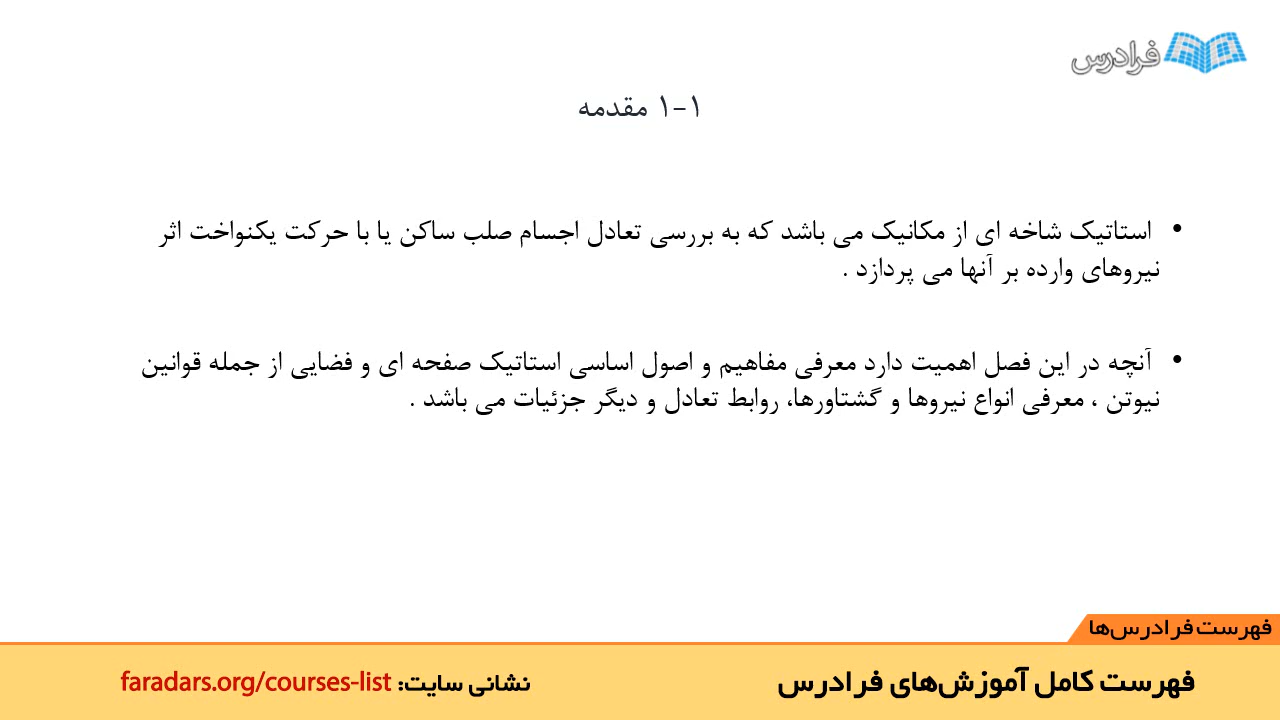 فرادرس
۱-۱ مقدمه
• استاتیک شاخه ای از مکانیک می باشد که به بررسی تعادل اجسام صلب ساکن یا با حرکت یکنواخت اثر
نیروهای وارده بر آنها می پردازد .
• آنچه در این فصل اهمیت دارد معرفی مفاهیم و اصول اساسی استاتیک صفحه ای و فضایی از جمله قوانین
نیوتن ، معرفی انواع نیروها و گشتاورها، روابط تعادل و دیگر جزئیات می باشد .
فهرست فرادرس‌ها
فهرست کامل آموزش‌های فرادرس
نشانی سایت: faradars.org/courses-list